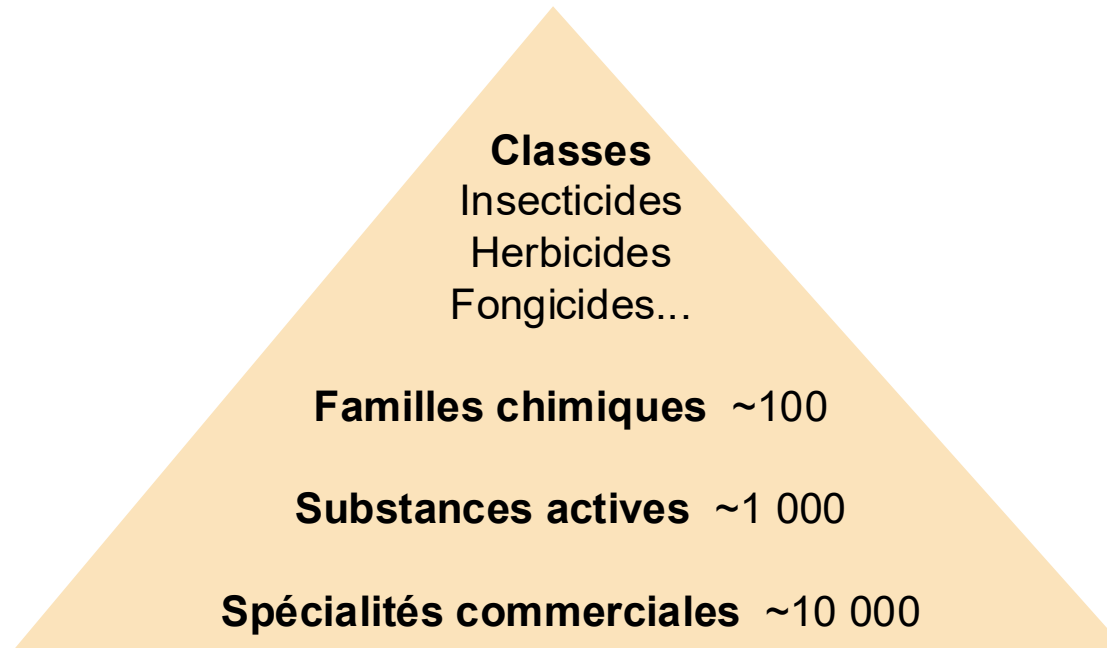 Classes
Insecticides
Herbicides
Fongicides...
Familles chimiques ~100
Substances actives ~1 000
Spécialités commerciales ~10 000